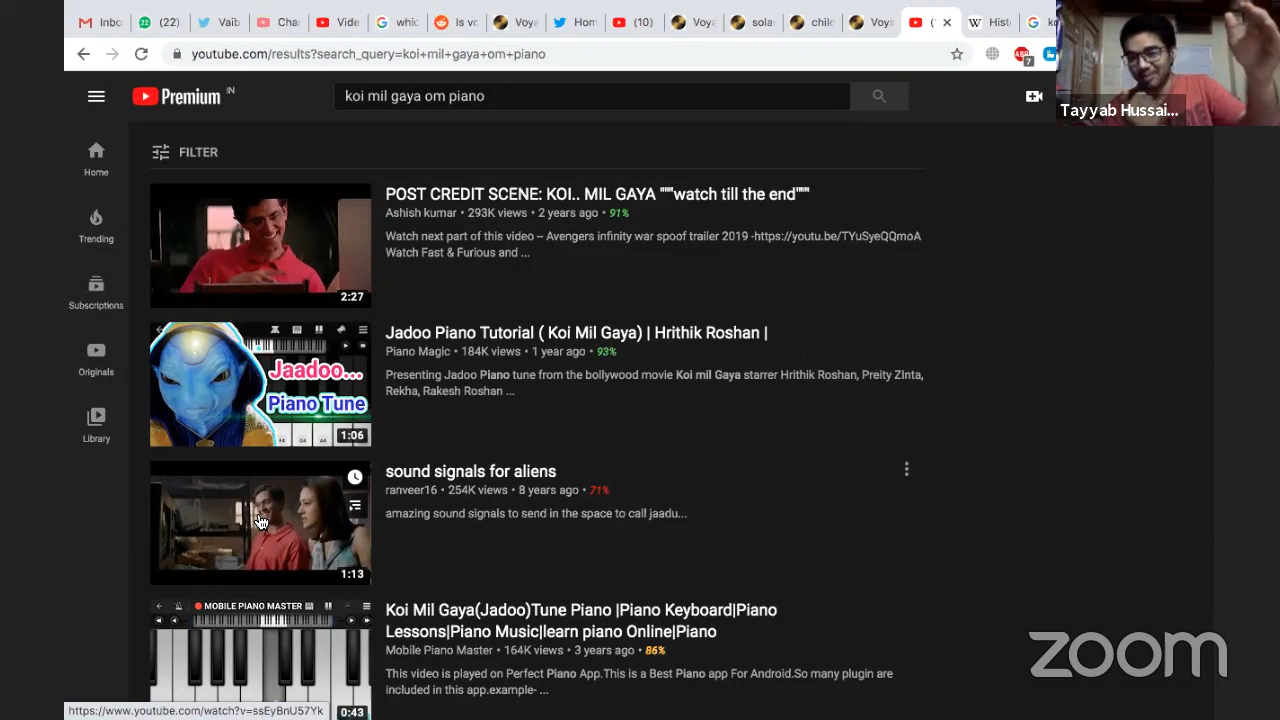 Inbo
(22)
Vaib
Cha
Vide
whic
Is vo
Voya
Hom
(10)
Voya
sola
chil
Voya
Hist
youtube.com/results?search_query=koi+mil+gaya+om+piano
7
Premium IN
koi mil gaya om piano
Tayyab Hussai...
Home
Trending
Subscriptions
Originals
Library
FILTER
POST CREDIT SCENE: KOI.. MIL GAYA """watch till the end"""
Ashish kumar • 293K views • 2 years ago • 91%
Watch next part of this video – Avengers infinity war spoof trailer 2019 -https://youtu.be/TYuSyeQQmoA
Watch Fast & Furious and ...
2:27
Jadoo Piano Tutorial ( Koi Mil Gaya) | Hrithik Roshan |
Piano Magic • 184K views • 1 year ago • 93%
Presenting Jadoo Piano tune from the bollywood movie Koi mil Gaya starrer Hrithik Roshan, Preity ZInta,
Rekha, Rakesh Roshan ...
Jaadoo...
Piano Tune
F4 G4 A4
1:06
sound signals for aliens
ranveer16 • 254K views • 8 years ago • 71%
amazing sound signals to send in the space to call jaadu...
1:13
MOBILE PIANO MASTER
Koi Mil Gaya(Jadoo)Tune Piano |Piano Keyboard|Piano
Lessons|Piano Music|learn piano Online|Piano
Mobile Piano Master • 164K views • 3 years ago • 86%
This video is played on Perfect Piano App.This is a Best Piano app For Android.So many plugin are
included in this app.example- ...
0:43
https://www.youtube.com/watch?v=ssEyBnU57Yk
zoom